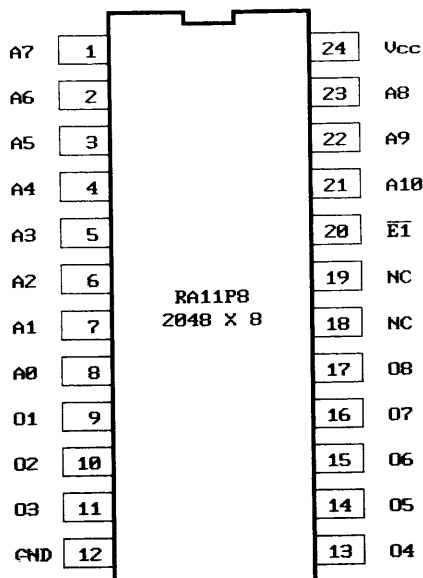 A7 1 24 Vcc
A6 2 23 A8
A5 3 22 A9
A4 4 21 A10
A3 5 20 E1
A2 6 19 NC
RA11P8
2048 X 8
A1 7 18 NC
A0 8 17 O8
O1 9 16 O7
O2 10 15 O6
O3 11 14 O5
GND 12 13 O4